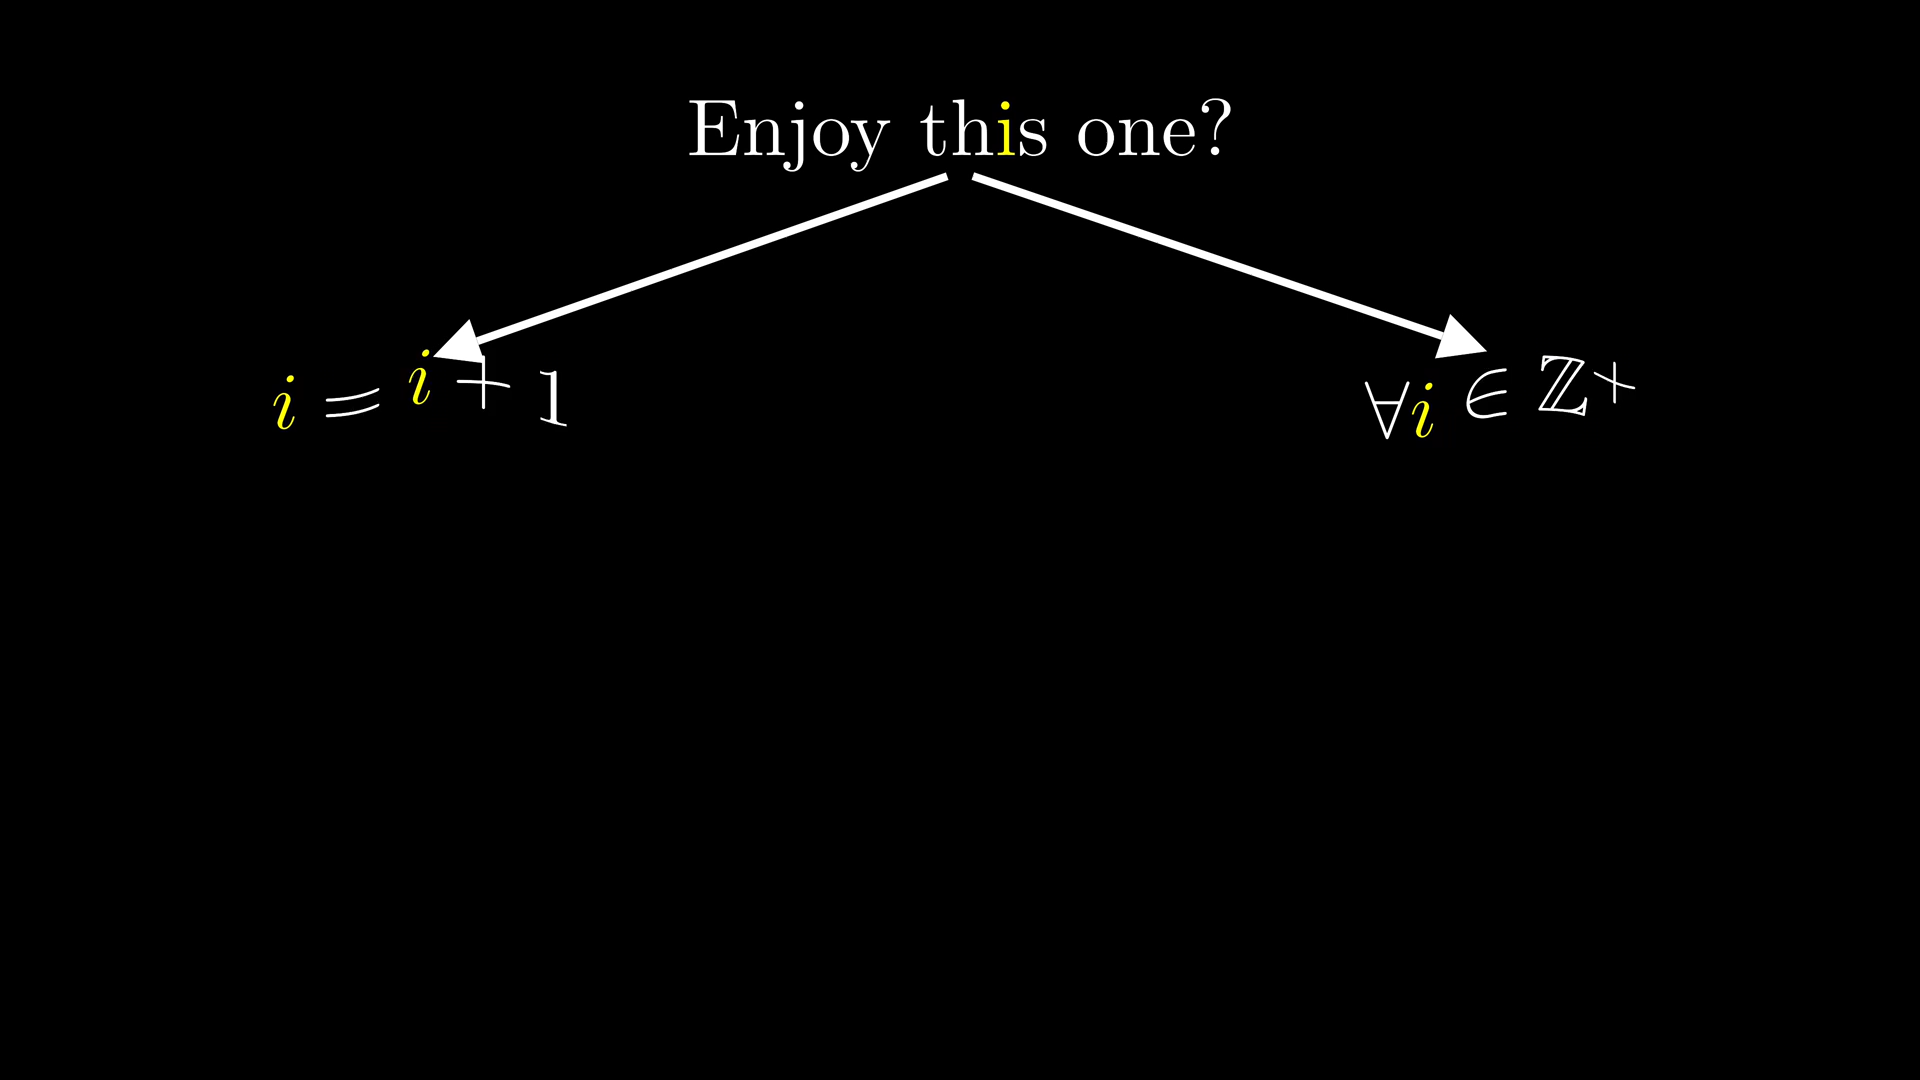 Enjoy this one?
i = i + 1
∀i ∈ ℤ⁺